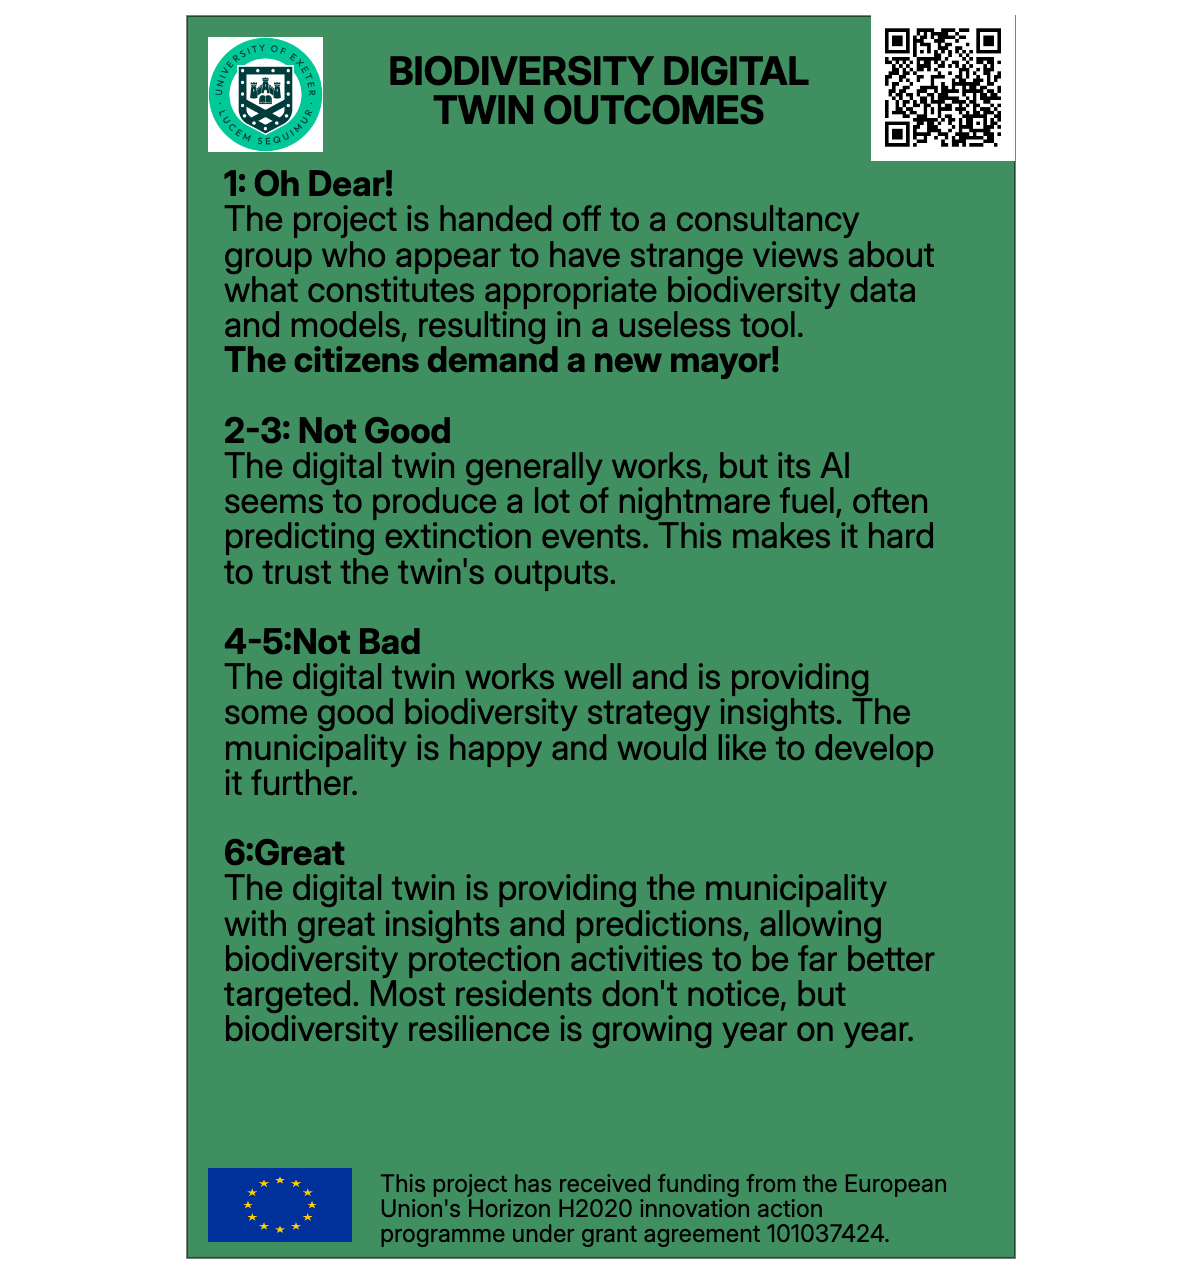 UNIVERSITY OF EXETER
LUCEM SEQUIMUR
BIODIVERSITY DIGITAL
TWIN OUTCOMES
1: Oh Dear!
The project is handed off to a consultancy
group who appear to have strange views about
what constitutes appropriate biodiversity data
and models, resulting in a useless tool.
The citizens demand a new mayor!
2-3: Not Good
The digital twin generally works, but its AI
seems to produce a lot of nightmare fuel, often
predicting extinction events. This makes it hard
to trust the twin's outputs.
4-5:Not Bad
The digital twin works well and is providing
some good biodiversity strategy insights. The
municipality is happy and would like to develop
it further.
6:Great
The digital twin is providing the municipality
with great insights and predictions, allowing
biodiversity protection activities to be far better
targeted. Most residents don't notice, but
biodiversity resilience is growing year on year.
This project has received funding from the European
Union's Horizon H2020 innovation action
programme under grant agreement 101037424.